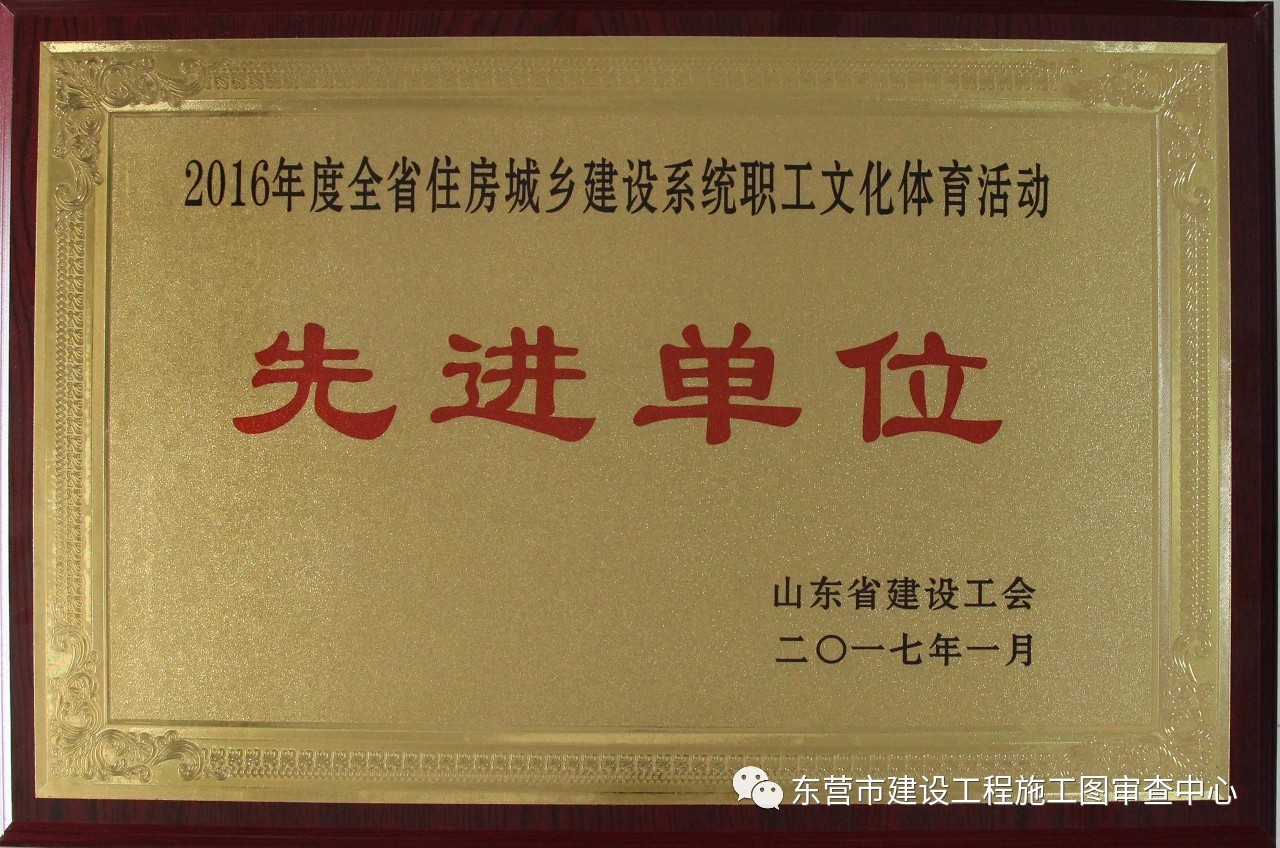 2016年度全省住房城乡建设系统职工文化体育活动
先进单位
山东省建设工会
二〇一七年一月
东营市建设工程施工图审查中心